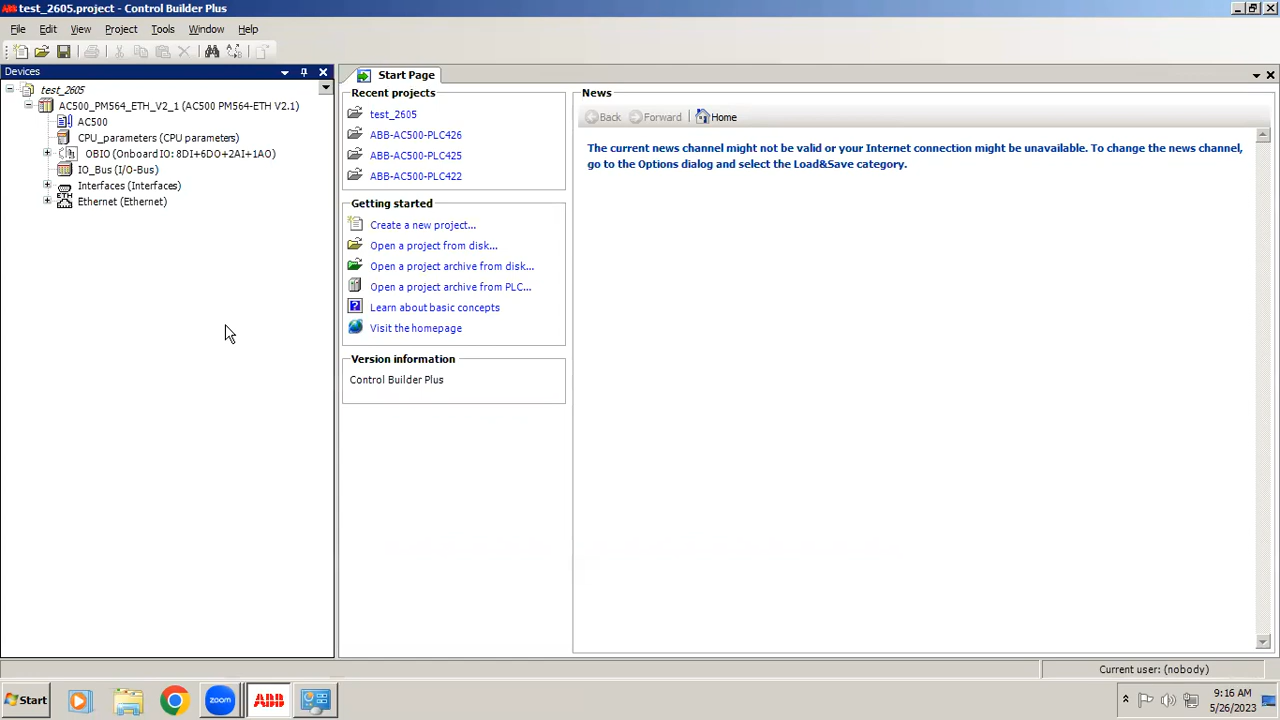 ABB test_2605.project - Control Builder Plus
File Edit View Project Tools Window Help
Devices
test_2605
AC500_PM564_ETH_V2_1 (AC500 PM564-ETH V2.1)
AC500
CPU_parameters (CPU parameters)
OBIO (Onboard IO: 8DI+6DO+2AI+1AO)
IO_Bus (I/O-Bus)
Interfaces (Interfaces)
ETH Ethernet (Ethernet)
Start Page
Recent projects
test_2605
ABB-AC500-PLC426
ABB-AC500-PLC425
ABB-AC500-PLC422
Getting started
Create a new project...
Open a project from disk...
Open a project archive from disk...
Open a project archive from PLC...
Learn about basic concepts
Visit the homepage
Version information
Control Builder Plus
News
Back Forward Home
The current news channel might not be valid or your Internet connection might be unavailable. To change the news channel,
go to the Options dialog and select the Load&Save category.
Current user: (nobody)
Start
zoom
ABB
9:16 AM
5/26/2023